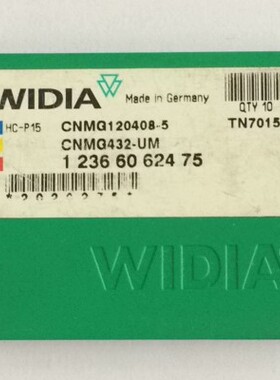 WIDIA Made in Germany
QTY 10
HC-P15 CNMG120408-5 TN7015
CNMG432-UM
1 236 60 624 75
WIDIA